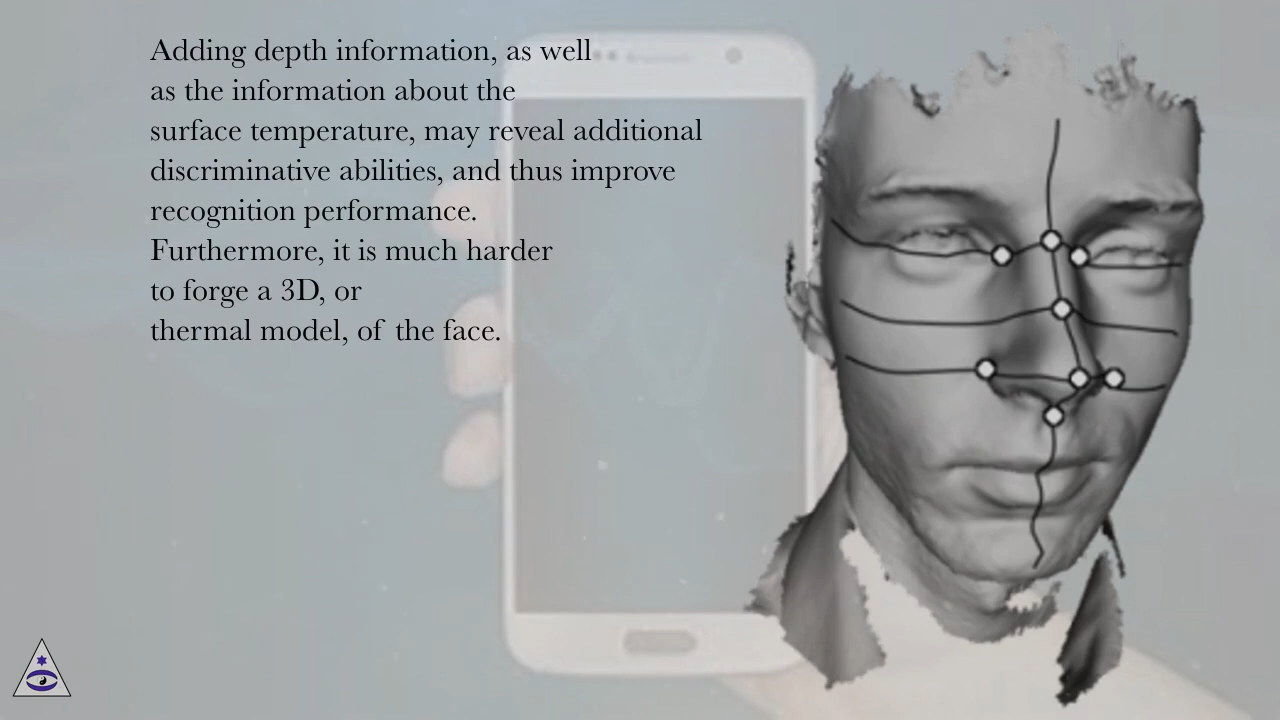 Adding depth information, as well
as the information about the
surface temperature, may reveal additional
discriminative abilities, and thus improve
recognition performance.
Furthermore, it is much harder
to forge a 3D, or
thermal model, of the face.